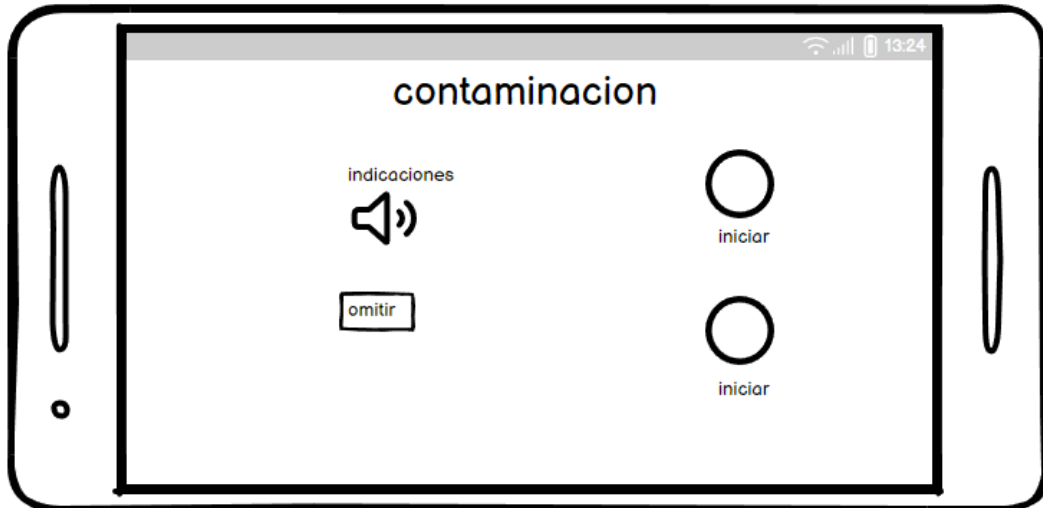 13:24
contaminacion
indicaciones
iniciar
omitir
iniciar